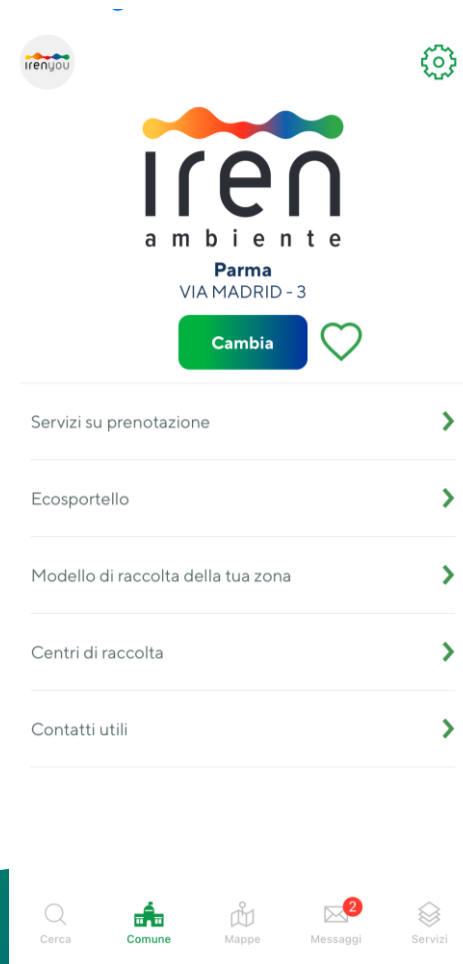 irenyou
iren
ambiente
Parma
VIA MADRID - 3
Cambia
Servizi su prenotazione
Ecosportello
Modello di raccolta della tua zona
Centri di raccolta
Contatti utili
2
Cerca Comune Mappe Messaggi Servizi